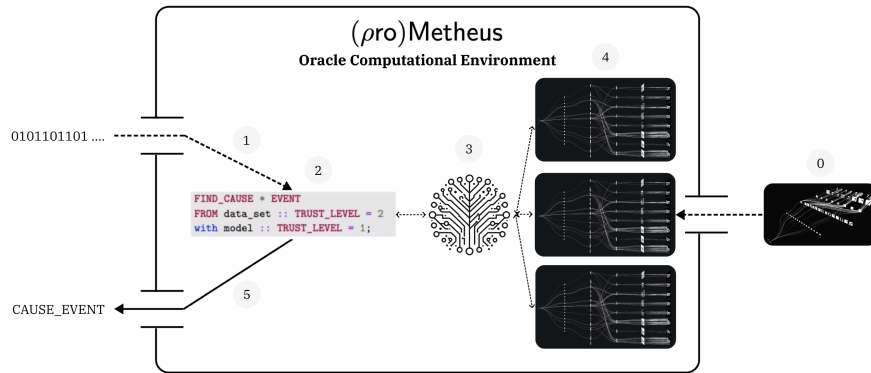 (ρro)Metheus
Oracle Computational Environment
4
0101101101 ....
1
2
3
0
FIND_CAUSE * EVENT
FROM data_set :: TRUST_LEVEL = 2
with model :: TRUST_LEVEL = 1;
5
CAUSE_EVENT